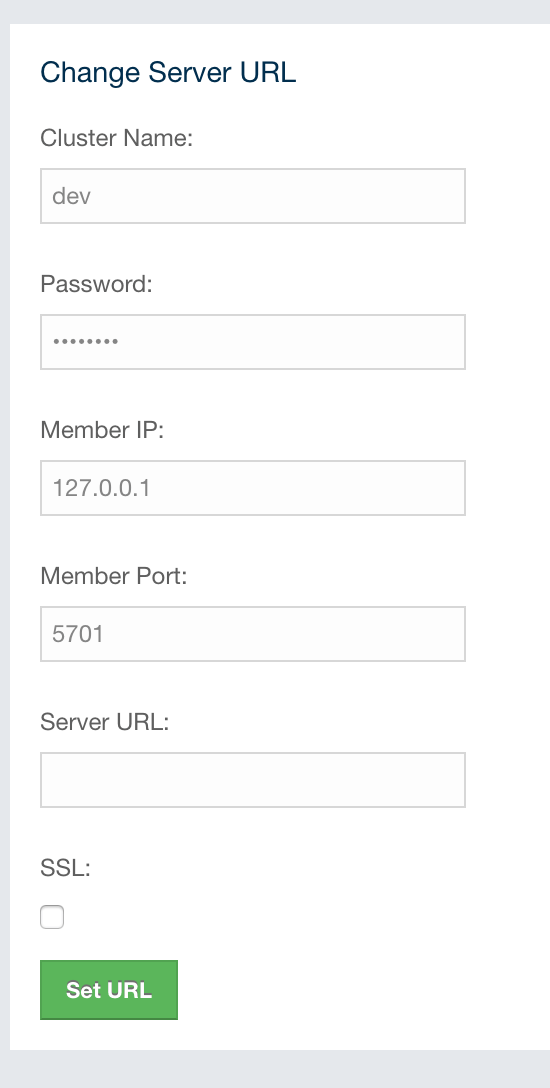 Change Server URL
Cluster Name:
dev
Password:
••••••••
Member IP:
127.0.0.1
Member Port:
5701
Server URL:
SSL:
Set URL